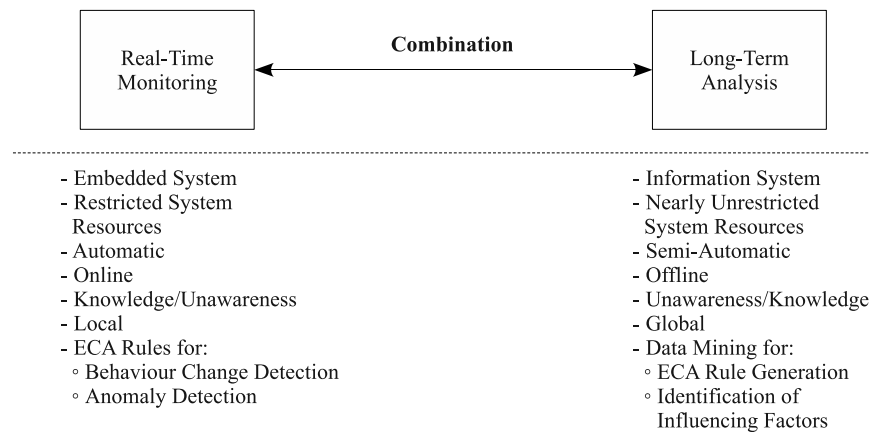 Real-Time
Monitoring
Combination
Long-Term
Analysis
- Embedded System
- Restricted System
Resources
- Automatic
- Online
- Knowledge/Unawareness
- Local
- ECA Rules for:
◦ Behaviour Change Detection
◦ Anomaly Detection
- Information System
- Nearly Unrestricted
System Resources
- Semi-Automatic
- Offline
- Unawareness/Knowledge
- Global
- Data Mining for:
◦ ECA Rule Generation
◦ Identification of
Influencing Factors